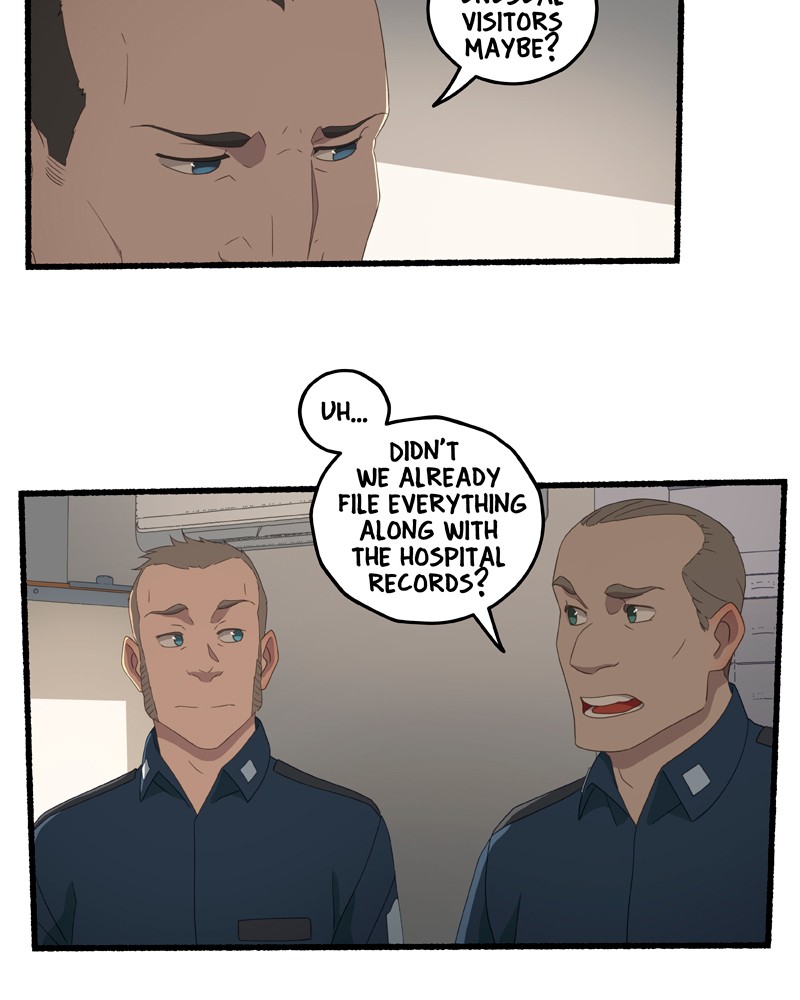 VISITORS
MAYBE?
UH...
DIDN'T
WE ALREADY
FILE EVERYTHING
ALONG WITH
THE HOSPITAL
RECORDS?